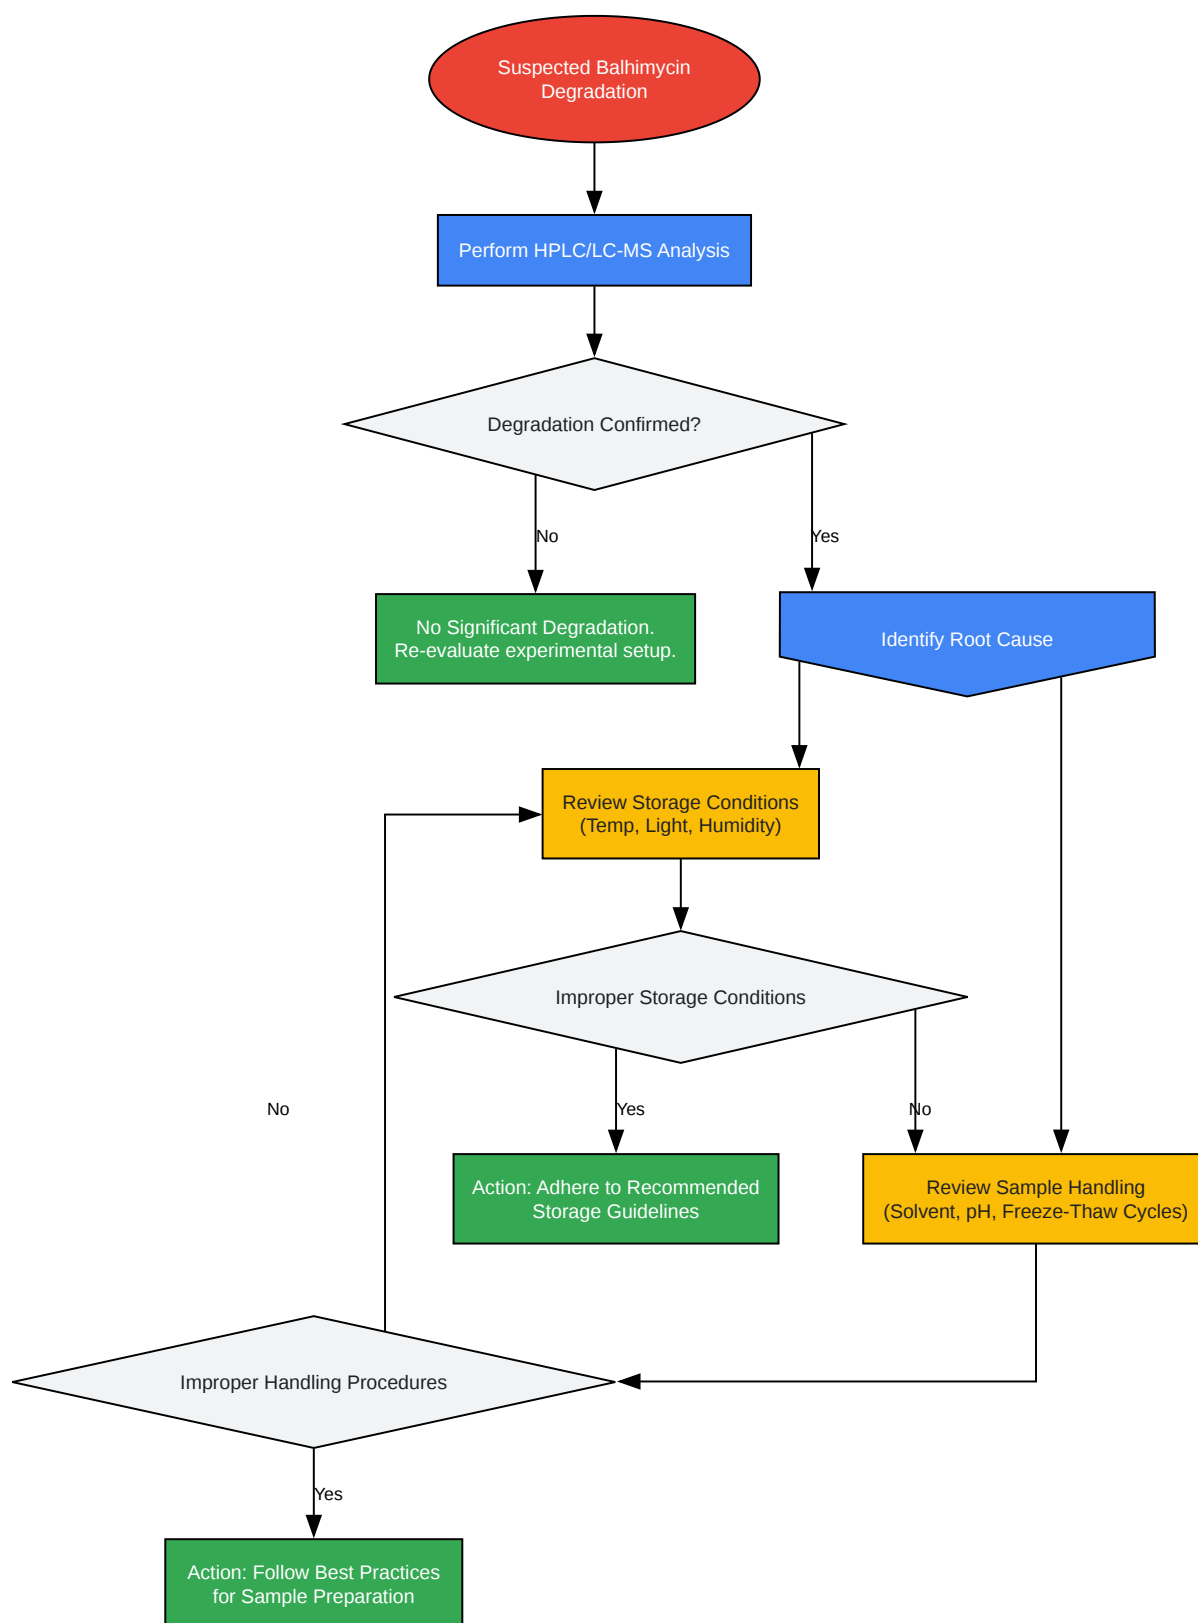 Suspected Balhimycin
Degradation
Perform HPLC/LC-MS Analysis
Degradation Confirmed?
No
Yes
No Significant Degradation.
Re-evaluate experimental setup.
Identify Root Cause
Review Storage Conditions
(Temp, Light, Humidity)
Improper Storage Conditions
No
Yes
No
Action: Adhere to Recommended
Storage Guidelines
Review Sample Handling
(Solvent, pH, Freeze-Thaw Cycles)
Improper Handling Procedures
Yes
Action: Follow Best Practices
for Sample Preparation